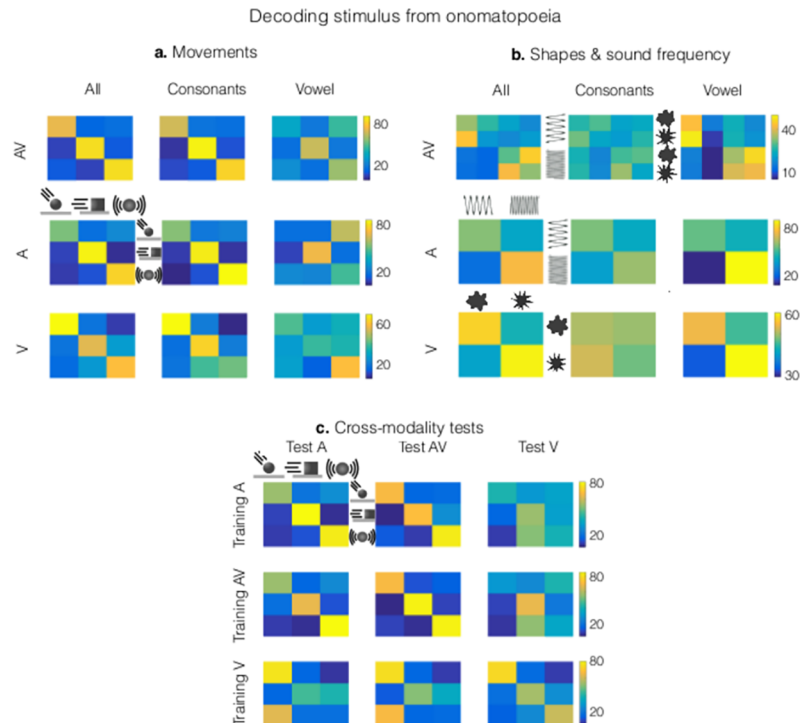 Decoding stimulus from onomatopoeia
a. Movements
b. Shapes & sound frequency
All Consonants Vowel
All Consonants Vowel
AV
80
20
AV
40
10
A
80
20
A
80
20
V
60
20
V
60
30
c. Cross-modality tests
Test A Test AV Test V
Training A
80
20
Training AV
80
20
Training V
80
20